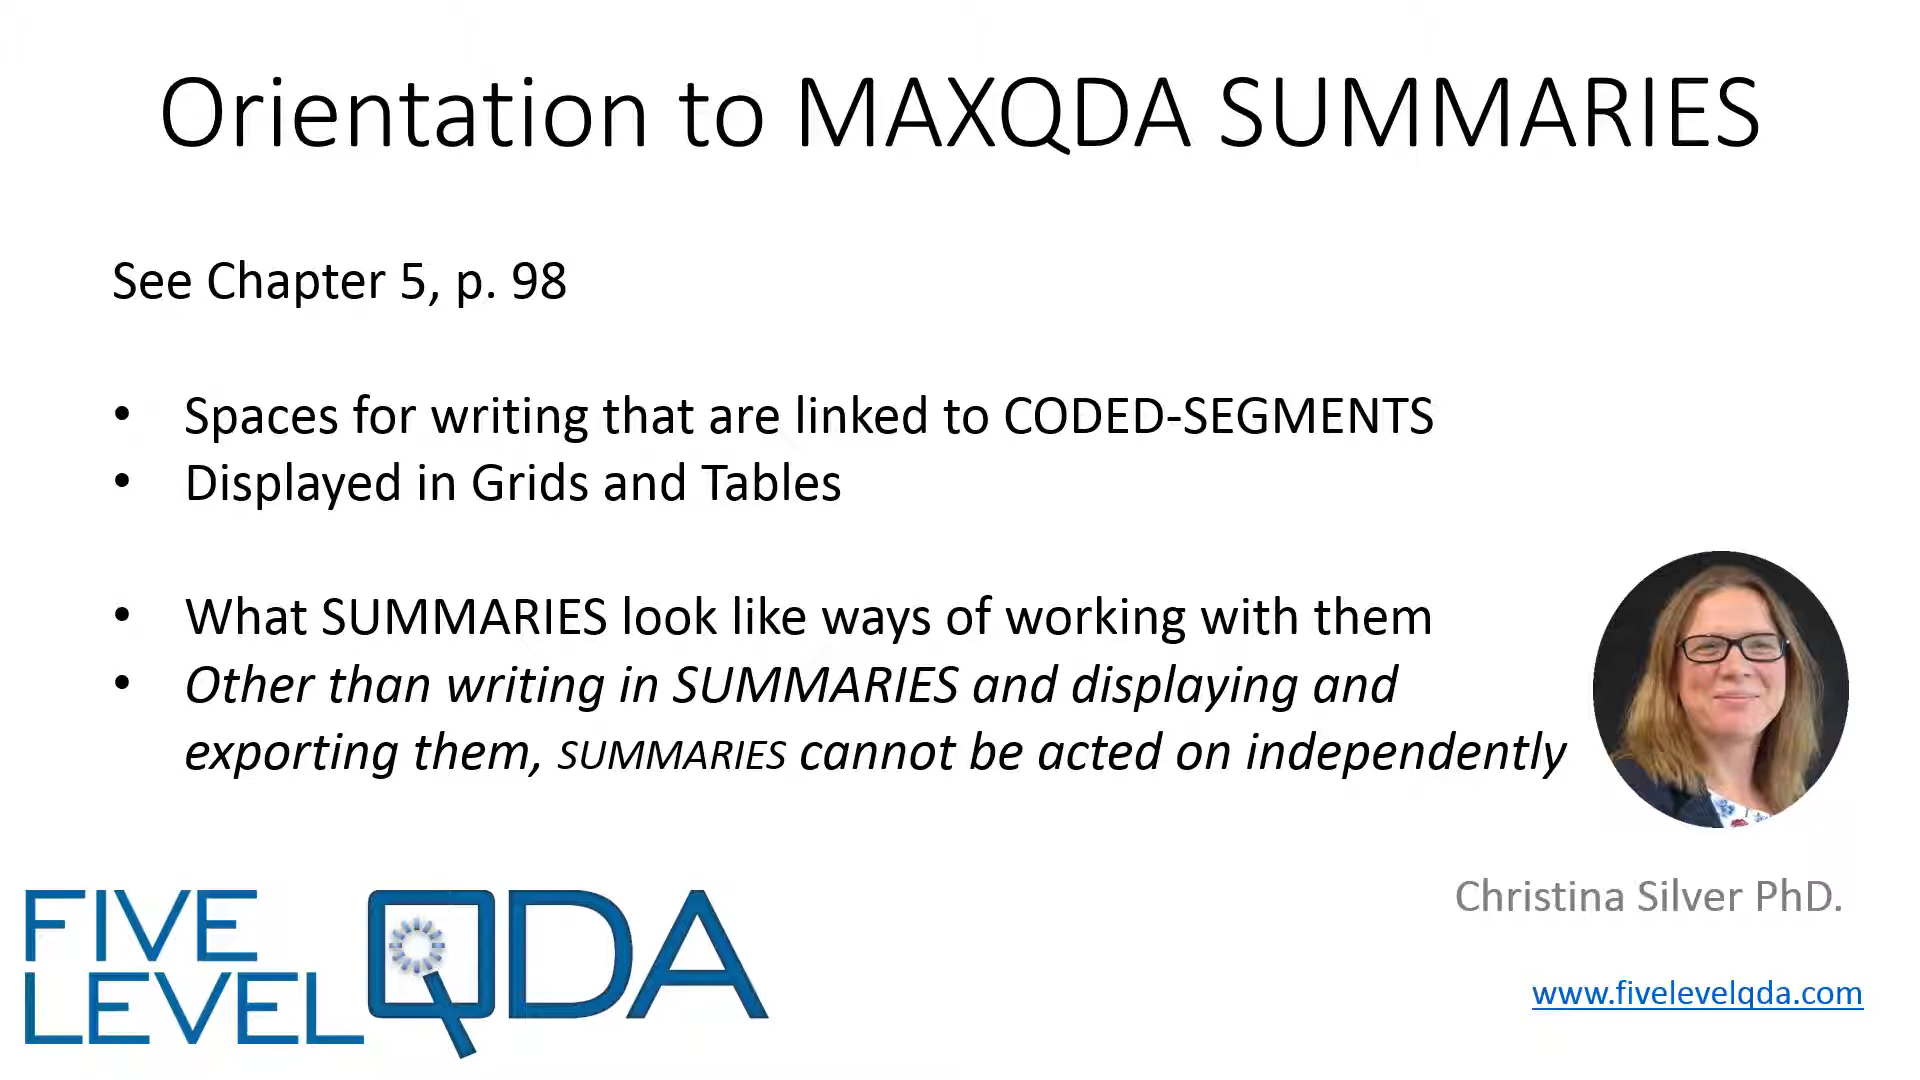 Orientation to MAXQDA SUMMARIES
See Chapter 5, p. 98
• Spaces for writing that are linked to CODED-SEGMENTS
• Displayed in Grids and Tables
• What SUMMARIES look like ways of working with them
• Other than writing in SUMMARIES and displaying and
exporting them, SUMMARIES cannot be acted on independently
Christina Silver PhD.
www.fivelevelqda.com
FIVE
LEVEL
QDA